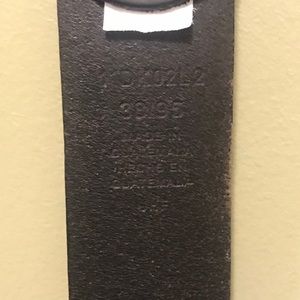 38/95
MADE IN
GUATEMALA
HECHO EN
GUATEMALA